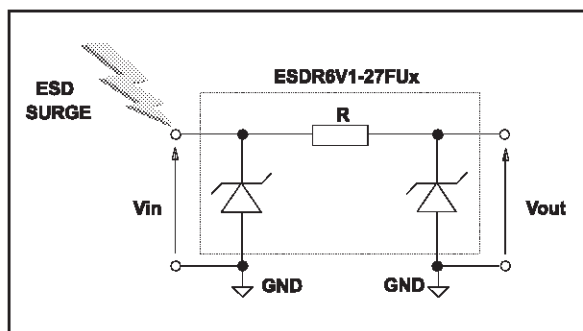 ESD
SURGE
ESDR6V1-27FUx
R
Vin
Vout
GND
GND